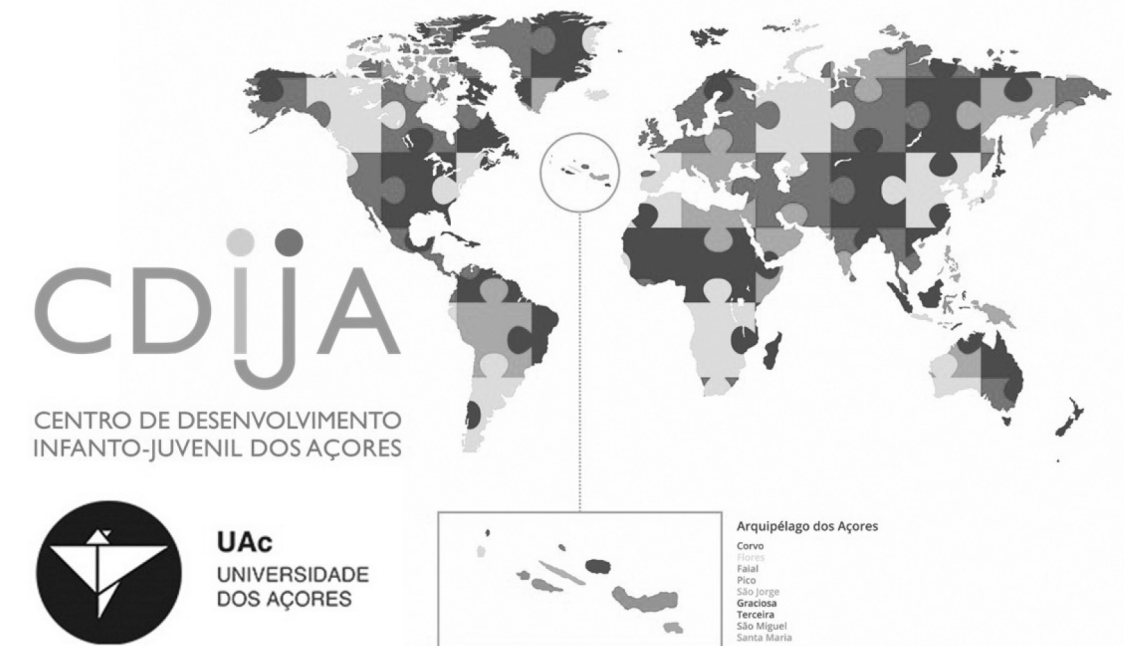 CDIJA
CENTRO DE DESENVOLVIMENTO
INFANTO-JUVENIL DOS AÇORES
UAc
UNIVERSIDADE
DOS AÇORES
Arquipélago dos Açores
Corvo
Flores
Faial
Pico
São Jorge
Graciosa
Terceira
São Miguel
Santa Maria